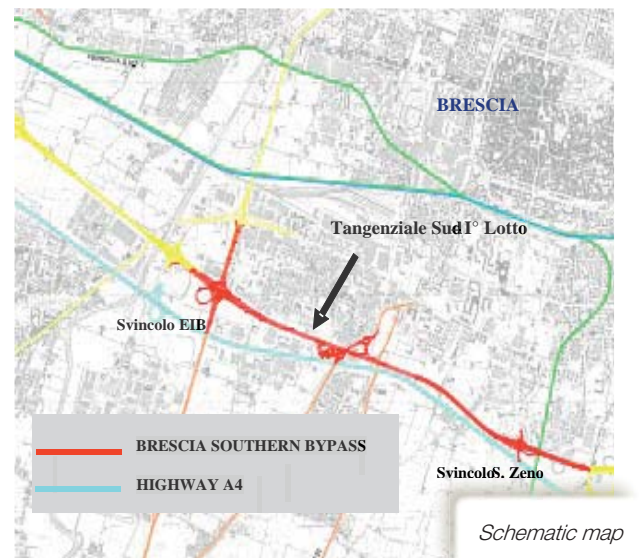 BRESCIA
Tangenziale Sud I° Lotto
Svincolo EIB
BRESCIA SOUTHERN BYPASS
HIGHWAY A4
Svincolo S. Zeno
Schematic map